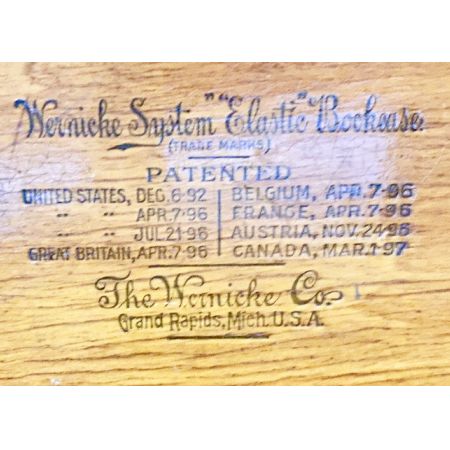 Wernicke System "Elastic" Bookcase.
(TRADE MARKS)
PATENTED
UNITED STATES, DEC. 6-92 BELGIUM, APR. 7-96
" " APR. 7-96 FRANCE, APR. 7-96
" " JUL. 21-96 AUSTRIA, NOV. 24-96
GREAT BRITAIN, APR. 7-96 CANADA, MAR. 1-97
The Wernicke Co.
Grand Rapids, Mich. U.S.A.